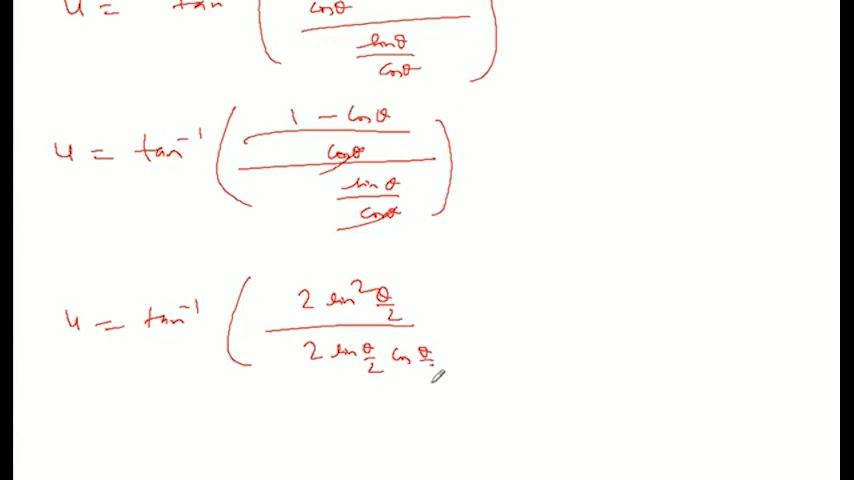 u = tan ( cosθ / (sinθ / cosθ) )
u = tan⁻¹ ( ((1 - cosθ) / cosθ) / (sinθ / cosθ) )
u = tan⁻¹ ( 2 sin² θ/2 / 2 sin θ/2 cos θ/